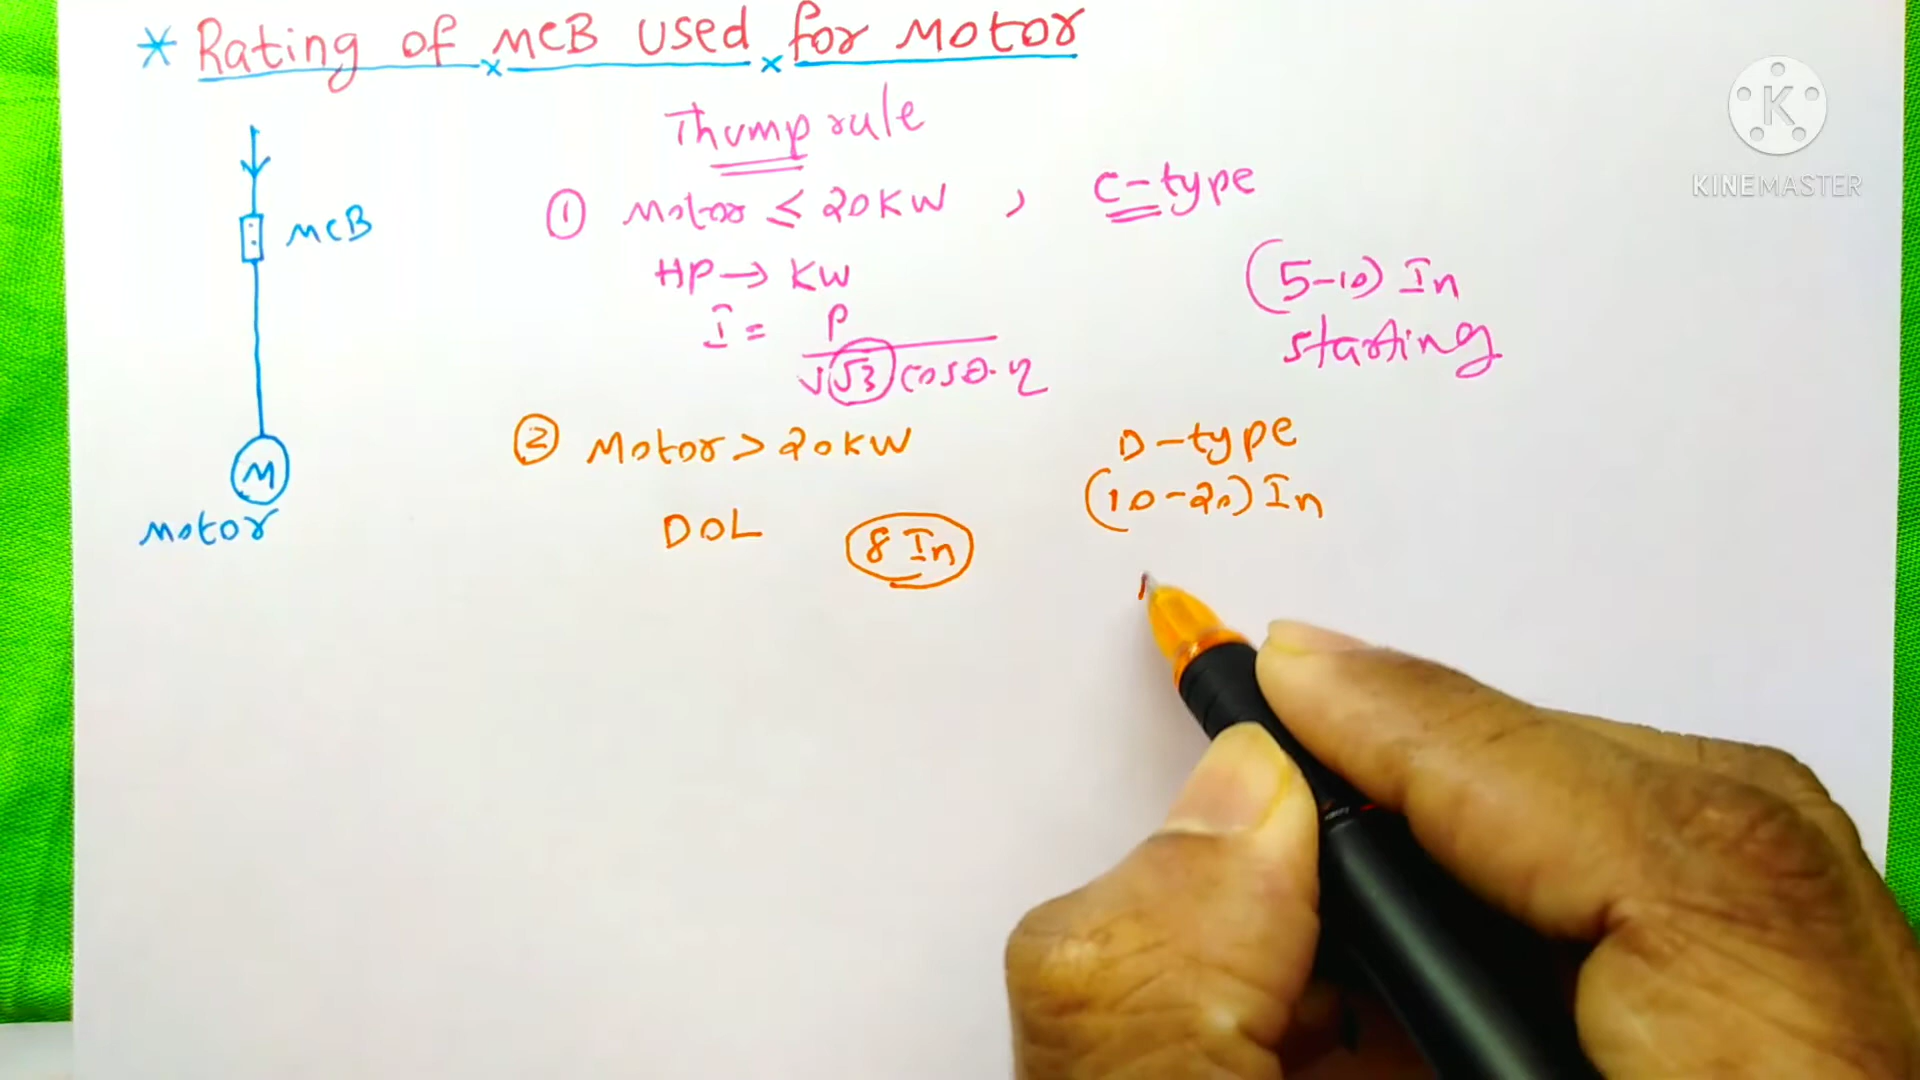 * Rating of MCB used for Motor
Thump rule
MCB
① Motor ≤ 20KW , C-type
HP → KW
(5-10) In
starting
I = P / V√3 cosθ.η
② Motor > 20KW
D-type
(10-20) In
DOL
8 In
M
Motor
K
KINEMASTER